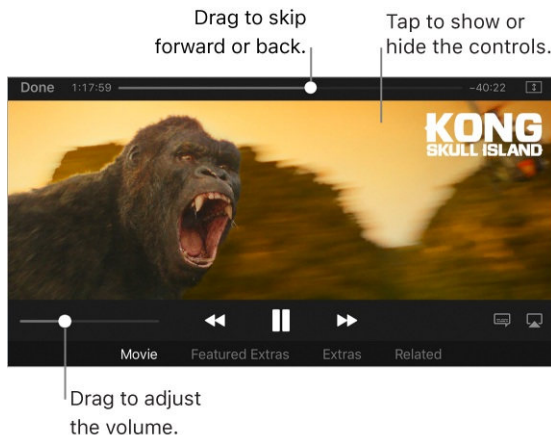 Drag to skip
forward or back.
Tap to show or
hide the controls.
Done 1:17:59 -40:22
KONG
SKULL ISLAND
Movie Featured Extras Extras Related
Drag to adjust
the volume.